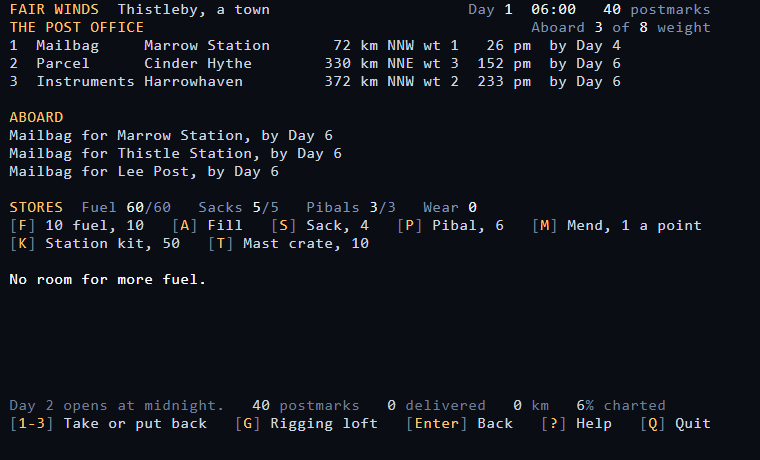 FAIR WINDS  Thistleby, a town                      Day 1  06:00   40 postmarks
THE POST OFFICE                                           Aboard 3 of 8 weight
1  Mailbag     Marrow Station       72 km NNW wt 1   26 pm  by Day 4
2  Parcel      Cinder Hythe        330 km NNE wt 3  152 pm  by Day 6
3  Instruments Harrowhaven         372 km NNW wt 2  233 pm  by Day 6
ABOARD
Mailbag for Marrow Station, by Day 6
Mailbag for Thistle Station, by Day 6
Mailbag for Lee Post, by Day 6
STORES  Fuel 60/60   Sacks 5/5   Pibals 3/3   Wear 0
[F] 10 fuel, 10   [A] Fill   [S] Sack, 4   [P] Pibal, 6   [M] Mend, 1 a point
[K] Station kit, 50   [T] Mast crate, 10
No room for more fuel.
Day 2 opens at midnight.   40 postmarks   0 delivered   0 km   6% charted
[1-3] Take or put back   [G] Rigging loft   [Enter] Back   [?] Help   [Q] Quit